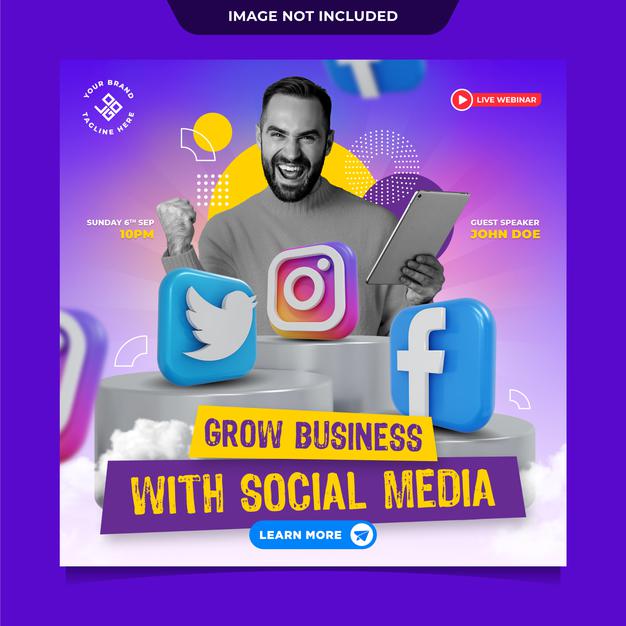 IMAGE NOT INCLUDED
YOUR BRAND
TAGLINE HERE
LIVE WEBINAR
SUNDAY 6TH SEP
10PM
GUEST SPEAKER
JOHN DOE
GROW BUSINESS
WITH SOCIAL MEDIA
LEARN MORE